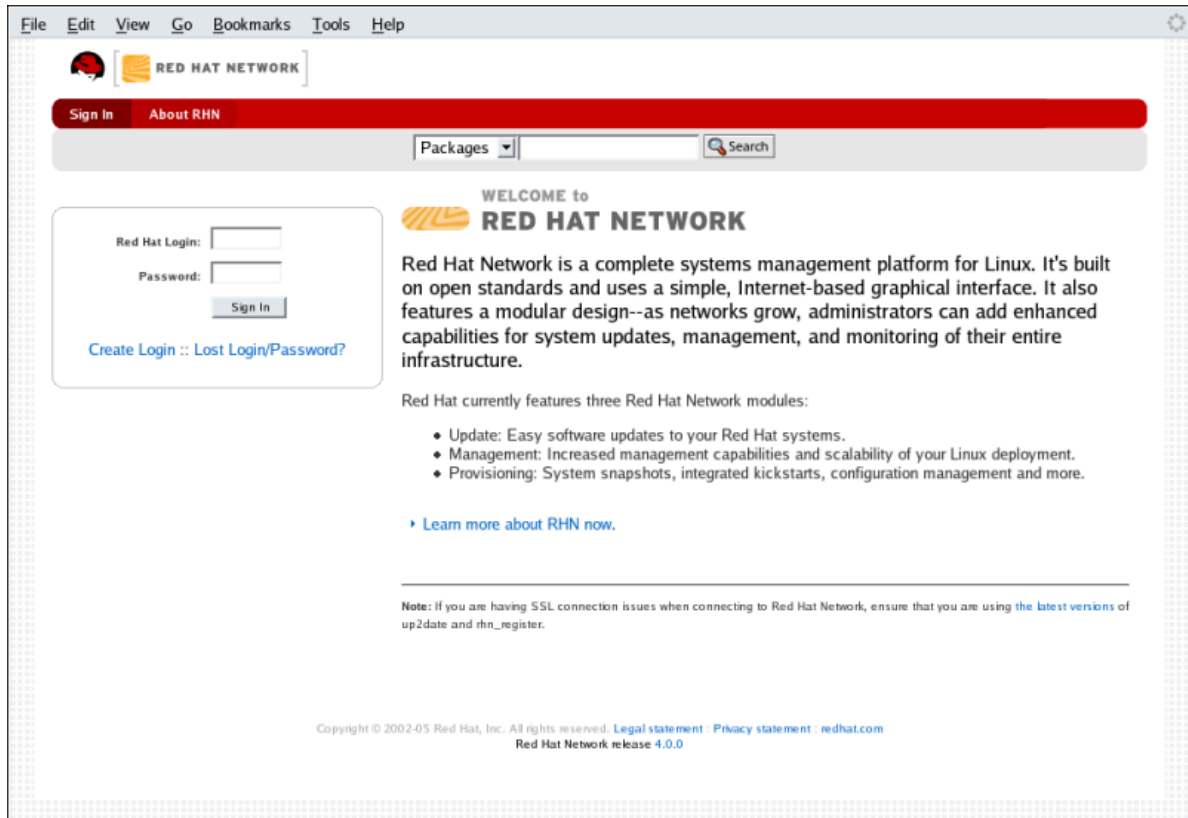 File Edit View Go Bookmarks Tools Help
RED HAT NETWORK
Sign In About RHN
Packages Search
WELCOME to
RED HAT NETWORK
Red Hat Login:
Password:
Sign In
Create Login :: Lost Login/Password?
Red Hat Network is a complete systems management platform for Linux. It's built
on open standards and uses a simple, Internet-based graphical interface. It also
features a modular design--as networks grow, administrators can add enhanced
capabilities for system updates, management, and monitoring of their entire
infrastructure.
Red Hat currently features three Red Hat Network modules:
Update: Easy software updates to your Red Hat systems.
Management: Increased management capabilities and scalability of your Linux deployment.
Provisioning: System snapshots, integrated kickstarts, configuration management and more.
Learn more about RHN now.
Note: If you are having SSL connection issues when connecting to Red Hat Network, ensure that you are using the latest versions of
up2date and rhn_register.
Copyright © 2002-05 Red Hat, Inc. All rights reserved. Legal statement : Privacy statement : redhat.com
Red Hat Network release 4.0.0